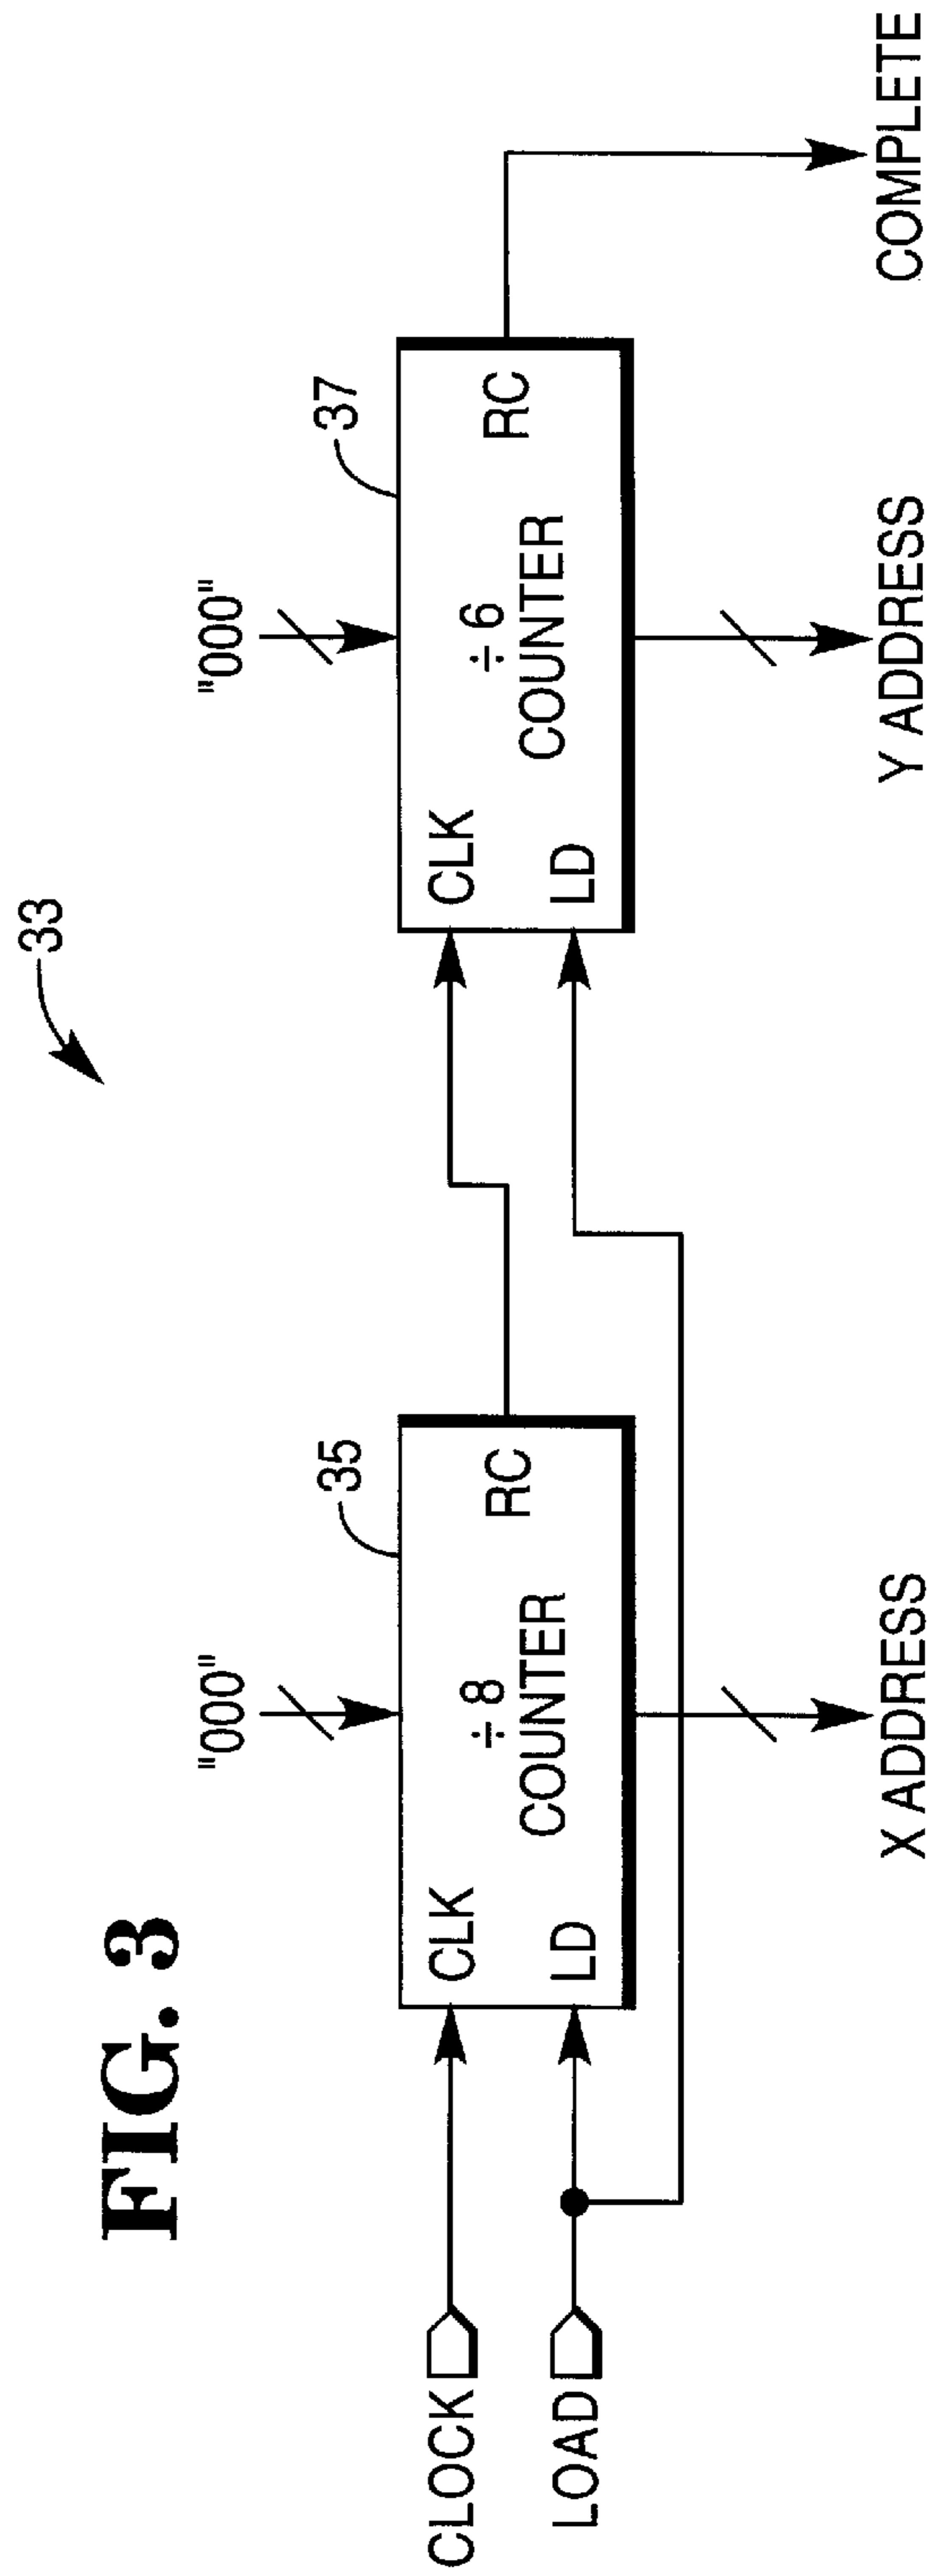 FIG. 3
33
"000"
35
CLOCK
CLK
RC
÷ 8
COUNTER
LOAD
LD
X ADDRESS
"000"
37
CLK
RC
÷ 6
COUNTER
LD
Y ADDRESS
COMPLETE